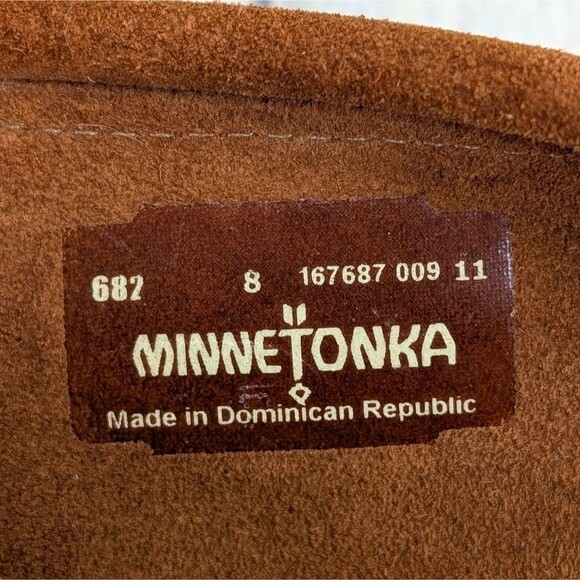 682 8 167687 009 11
MINNETONKA
Made in Dominican Republic